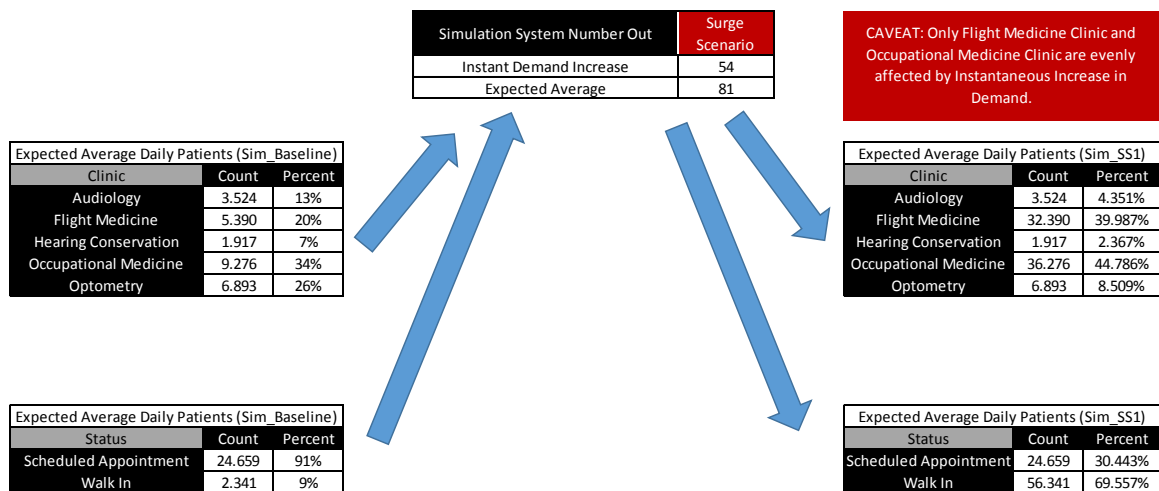 Simulation System Number Out Surge Scenario
Instant Demand Increase 54
Expected Average 81
CAVEAT: Only Flight Medicine Clinic and
Occupational Medicine Clinic are evenly
affected by Instantaneous Increase in
Demand.
Expected Average Daily Patients (Sim_Baseline)
Clinic Count Percent
Audiology 3.524 13%
Flight Medicine 5.390 20%
Hearing Conservation 1.917 7%
Occupational Medicine 9.276 34%
Optometry 6.893 26%
Expected Average Daily Patients (Sim_SS1)
Clinic Count Percent
Audiology 3.524 4.351%
Flight Medicine 32.390 39.987%
Hearing Conservation 1.917 2.367%
Occupational Medicine 36.276 44.786%
Optometry 6.893 8.509%
Expected Average Daily Patients (Sim_Baseline)
Status Count Percent
Scheduled Appointment 24.659 91%
Walk In 2.341 9%
Expected Average Daily Patients (Sim_SS1)
Status Count Percent
Scheduled Appointment 24.659 30.443%
Walk In 56.341 69.557%